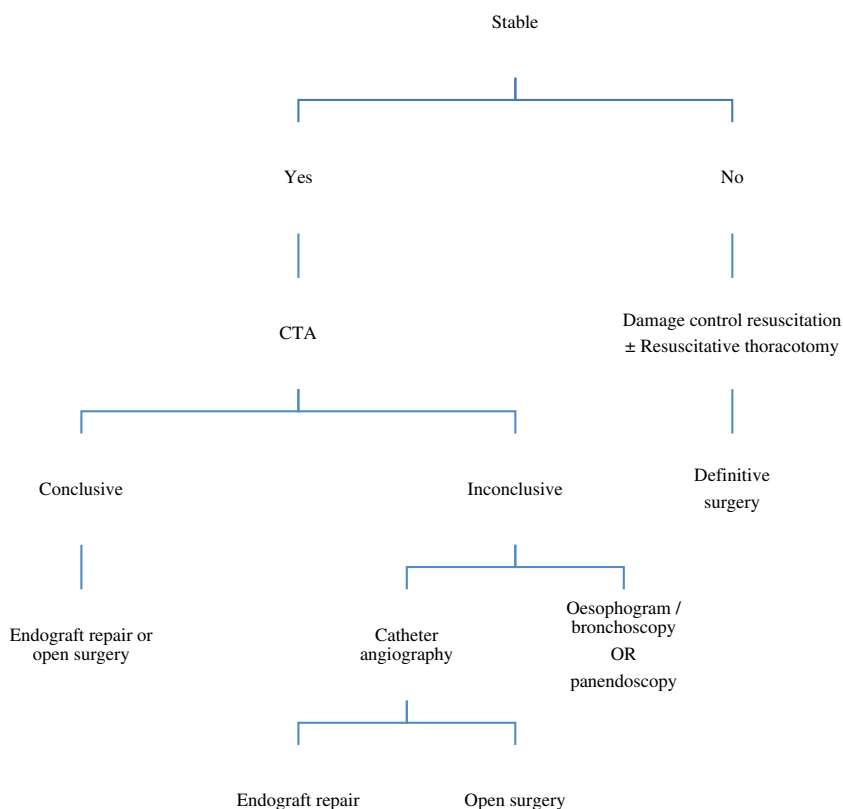 Stable
Yes
No
CTA
Damage control resuscitation
± Resuscitative thoracotomy
Conclusive
Inconclusive
Definitive
surgery
Endograft repair or
open surgery
Catheter
angiography
Oesophogram /
bronchoscopy
OR
panendoscopy
Endograft repair
Open surgery